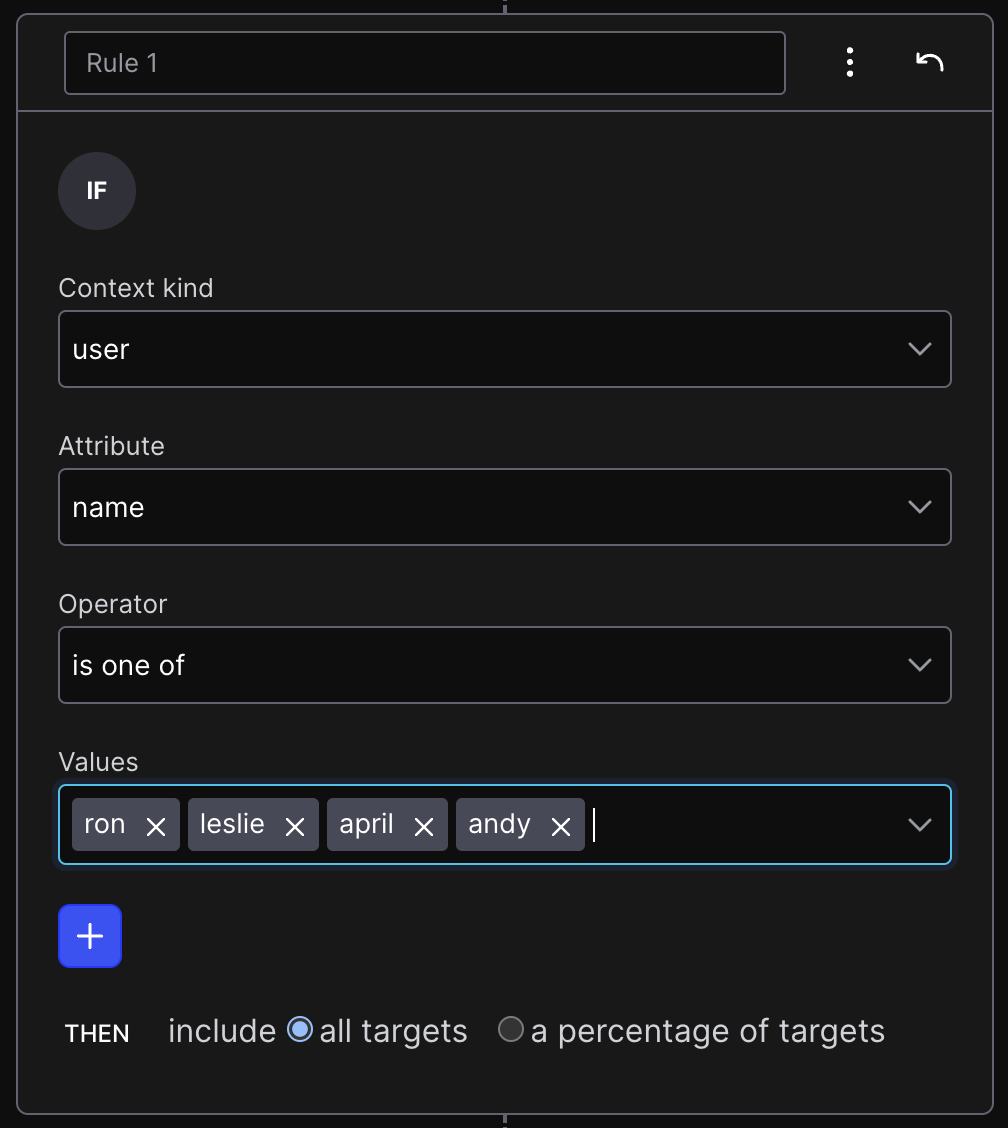 Rule 1
IF
Context kind
user
Attribute
name
Operator
is one of
Values
ron leslie april andy
THEN include all targets a percentage of targets